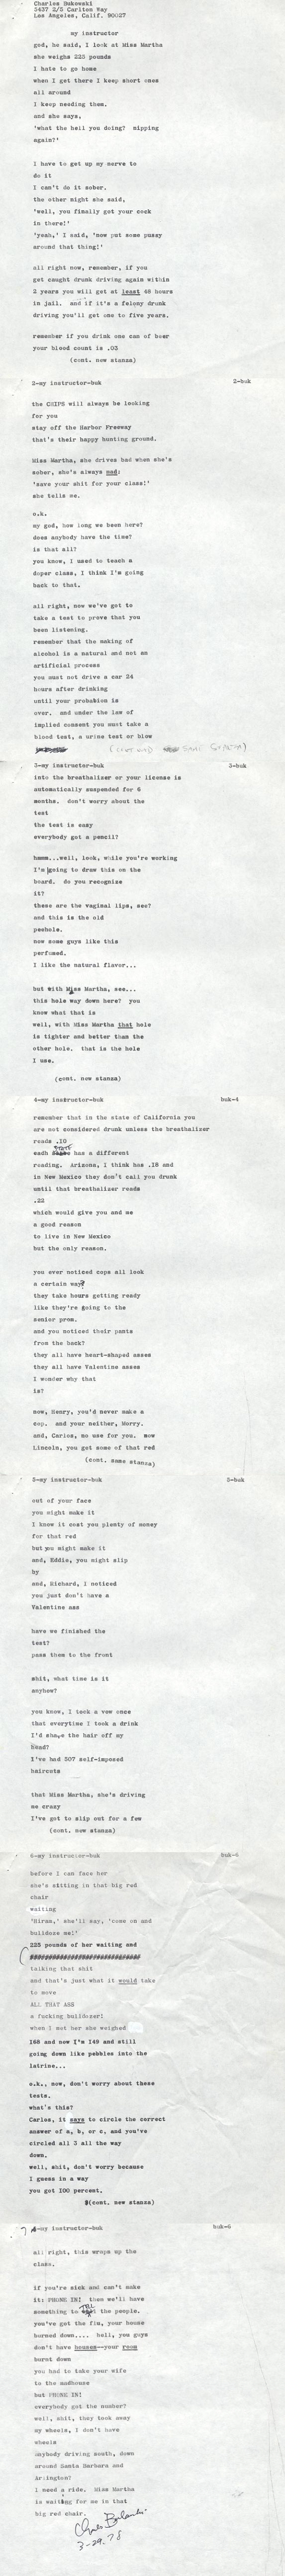 Charles Bukowski
5437 2/5 Carlton Way
Los Angeles, Calif. 90027
my instructor
god, he said, I look at Miss Martha
she weighs 225 pounds
I hate to go home
when I get there I keep short ones
all around
I keep needing them.
and she says,
'what the hell you doing? nipping
again?'
I have to get up my nerve to
do it
I can't do it sober.
the other night she said,
'well, you finally got your cock
in there!'
'yeah,' I said, 'now put some pussy
around that thing!'
all right now, remember, if you
get caught drunk driving again within
2 years you will get at least 48 hours
in jail. and if it's a felony drunk
driving you'll get one to five years.
remember if you drink one can of beer
your blood count is .03
(cont. new stanza)
2-my instructor-buk
2-buk
the CHIPS will always be looking
for you
stay off the Harbor Freeway
that's their happy hunting ground.
Miss Martha, she drives bad when she's
sober, she's always mad:
'save your shit for your class!'
she tells me.
o.k.
my god, how long we been here?
does anybody have the time?
is that all?
you know, I used to teach a
doper class, I think I'm going
back to that.
all right, now we've got to
take a test to prove that you
been listening.
remember that the making of
alcohol is a natural and not an
artificial process
you must not drive a car 24
hours after drinking
until your probation is
over. and under the law of
implied consent you must take a
blood test, a urine test or blow
(CONTINUED SAME STANZA)
3-my instructor-buk
3-buk
into the breathalizer or your license is
automatically suspended for 6
months. don't worry about the
test
the test is easy
everybody got a pencil?
hmmm...well, look, while you're working
I'm going to draw this on the
board. do you recognize
it?
these are the vaginal lips, see?
and this is the old
peehole.
now some guys like this
perfumed.
I like the natural flavor...
but with Miss Martha, see...
this hole way down here? you
know what that is
well, with Miss Martha that hole
is tighter and better than the
other hole. that is the hole
I use.
(cont. new stanza)
4-my instructor-buk
buk-4
remember that in the state of California you
are not considered drunk unless the breathalizer
reads .10
each STATE has a different
reading. Arizona, I think has .18 and
in New Mexico they don't call you drunk
until that breathalizer reads
.22
which would give you and me
a good reason
to live in New Mexico
but the only reason.
you ever noticed cops all look
a certain way?
they take hours getting ready
like they're going to the
senior prom.
and you noticed their pants
from the back?
they all have heart-shaped asses
they all have Valentine asses
I wonder why that
is?
now, Henry, you'd never make a
cop. and your neither, Morry.
and, Carlos, no use for you. now
Lincoln, you get some of that red
(cont. same stanza)
5-my instructor-buk
5-buk
out of your face
you might make it
I know it cost you plenty of money
for that red
but you might make it
and, Eddie, you might slip
by
and, Richard, I noticed
you just don't have a
Valentine ass
have we finished the
test?
pass them to the front
shit, what time is it
anyhow?
you know, I took a vow once
that everytime I took a drink
I'd shave the hair off my
head?
I've had 507 self-imposed
haircuts
that Miss Martha, she's driving
me crazy
I've got to slip out for a few
(cont. new stanza)
6-my instructor-buk
buk-6
before I can face her
she's sitting in that big red
chair
waiting
'Hiram,' she'll say, 'come on and
bulldoze me!'
225 pounds of her waiting and
talking that shit
and that's just what it would take
to move
ALL THAT ASS
a fucking bulldozer!
when I met her she weighed
I68 and now I'm I49 and still
going down like pebbles into the
latrine...
o.k., now, don't worry about these
tests.
what's this?
Carlos, it says to circle the correct
answer of a, b, or c, and you've
circled all 3 all the way
down.
well, shit, don't worry because
I guess in a way
you got I00 percent.
(cont. new stanza)
7 -my instructor-buk
buk-6
all right, this wraps up the
class.
if you're sick and can't make
it: PHONE IN! then we'll have
something to TELL the people.
you've got the flu, your house
burned down.... hell, you guys
don't have houses--your room
burnt down
you had to take your wife
to the madhouse
but PHONE IN!
everybody got the number?
well, shit, they took away
my wheels, I don't have
wheels
anybody driving south, down
around Santa Barbara and
Arlington?
I need a ride. Miss Martha
is waiting for me in that
big red chair.
Charles Bukowski
3-29-78